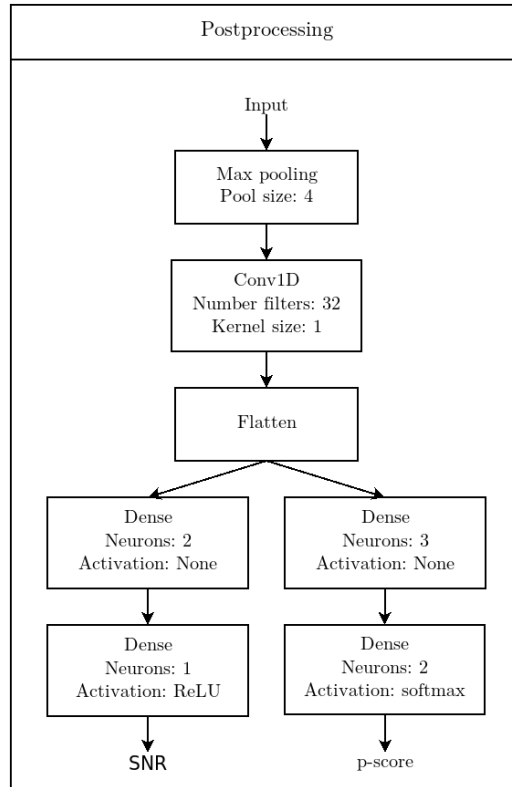 Postprocessing
Input
Max pooling
Pool size: 4
Conv1D
Number filters: 32
Kernel size: 1
Flatten
Dense
Neurons: 2
Activation: None
Dense
Neurons: 3
Activation: None
Dense
Neurons: 1
Activation: ReLU
Dense
Neurons: 2
Activation: softmax
SNR
p-score